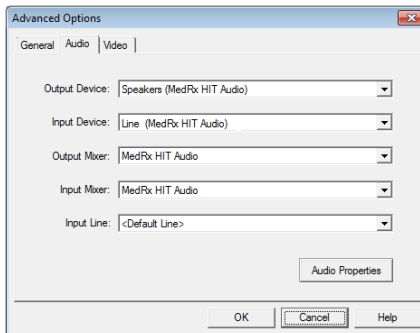 Advanced Options
General Audio Video
Output Device: Speakers (MedRx HIT Audio)
Input Device: Line (MedRx HIT Audio)
Output Mixer: MedRx HIT Audio
Input Mixer: MedRx HIT Audio
Input Line: <Default Line>
Audio Properties
OK Cancel Help